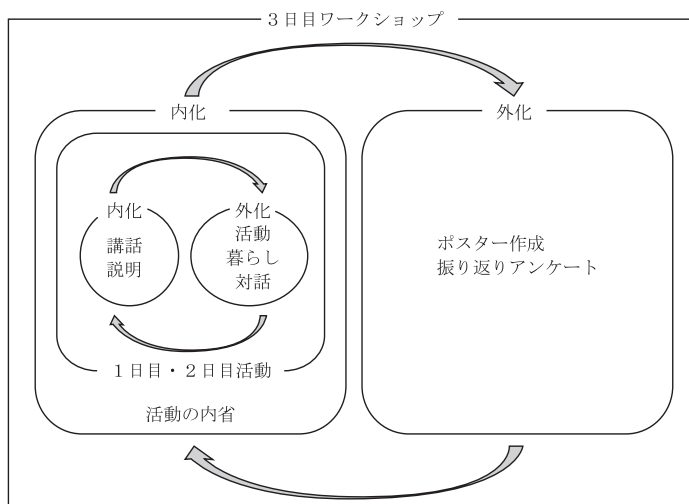 ３日目ワークショップ
内化
外化
内化
講話
説明
外化
活動
暮らし
対話
１日目・２日目活動
活動の内省
ポスター作成
振り返りアンケート